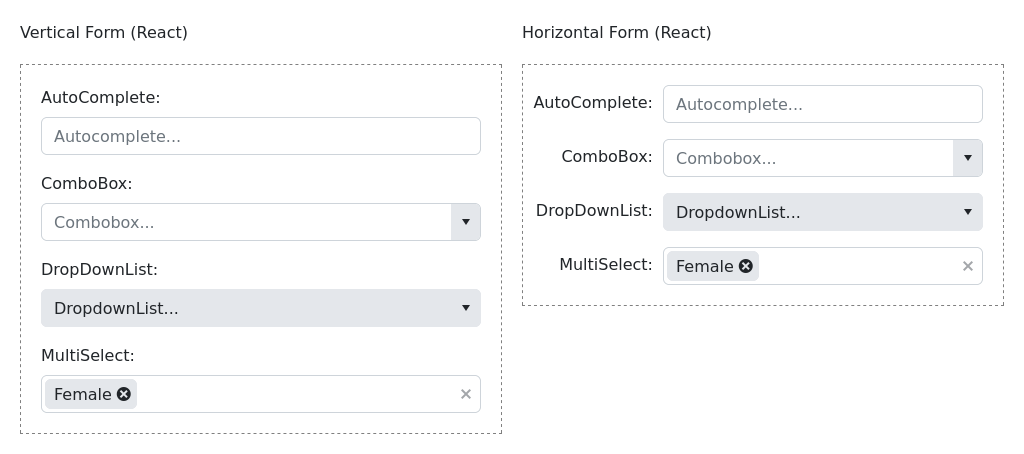 Vertical Form (React)
AutoComplete:
Autocomplete...
ComboBox:
Combobox...
DropDownList:
DropdownList...
MultiSelect:
Female
Horizontal Form (React)
AutoComplete:
Autocomplete...
ComboBox:
Combobox...
DropDownList:
DropdownList...
MultiSelect:
Female